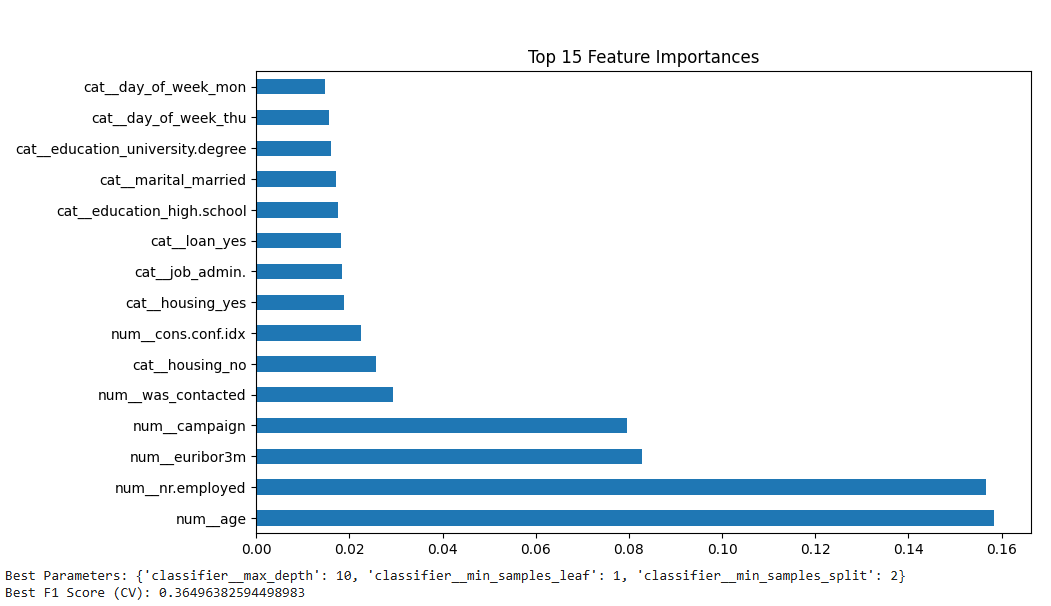 Top 15 Feature Importances
cat__day_of_week_mon
cat__day_of_week_thu
cat__education_university.degree
cat__marital_married
cat__education_high.school
cat__loan_yes
cat__job_admin.
cat__housing_yes
num__cons.conf.idx
cat__housing_no
num__was_contacted
num__campaign
num__euribor3m
num__nr.employed
num__age
0.00 0.02 0.04 0.06 0.08 0.10 0.12 0.14 0.16
Best Parameters: {'classifier__max_depth': 10, 'classifier__min_samples_leaf': 1, 'classifier__min_samples_split': 2}
Best F1 Score (CV): 0.36496382594498983